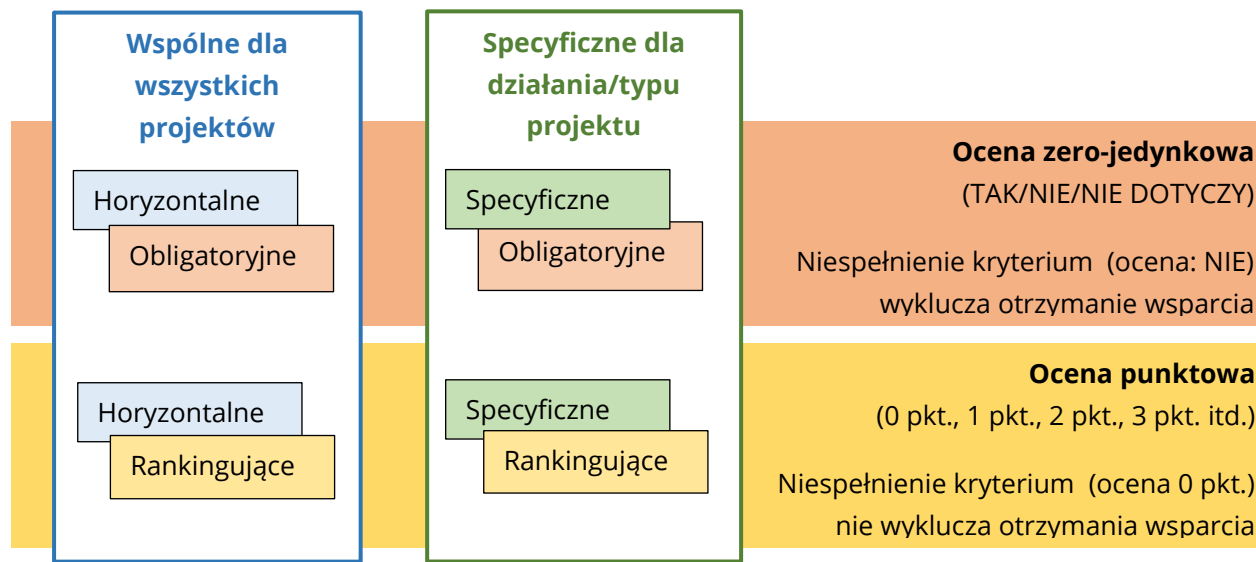 Wspólne dla
wszystkich
projektów
Specyficzne dla
działania/typu
projektu
Horyzontalne
Obligatoryjne
Specyficzne
Obligatoryjne
Ocena zero-jedynkowa
(TAK/NIE/NIE DOTYCZY)
Niespełnienie kryterium (ocena: NIE)
wyklucza otrzymanie wsparcia
Horyzontalne
Rankingujące
Specyficzne
Rankingujące
Ocena punktowa
(0 pkt., 1 pkt., 2 pkt., 3 pkt. itd.)
Niespełnienie kryterium (ocena 0 pkt.)
nie wyklucza otrzymania wsparcia